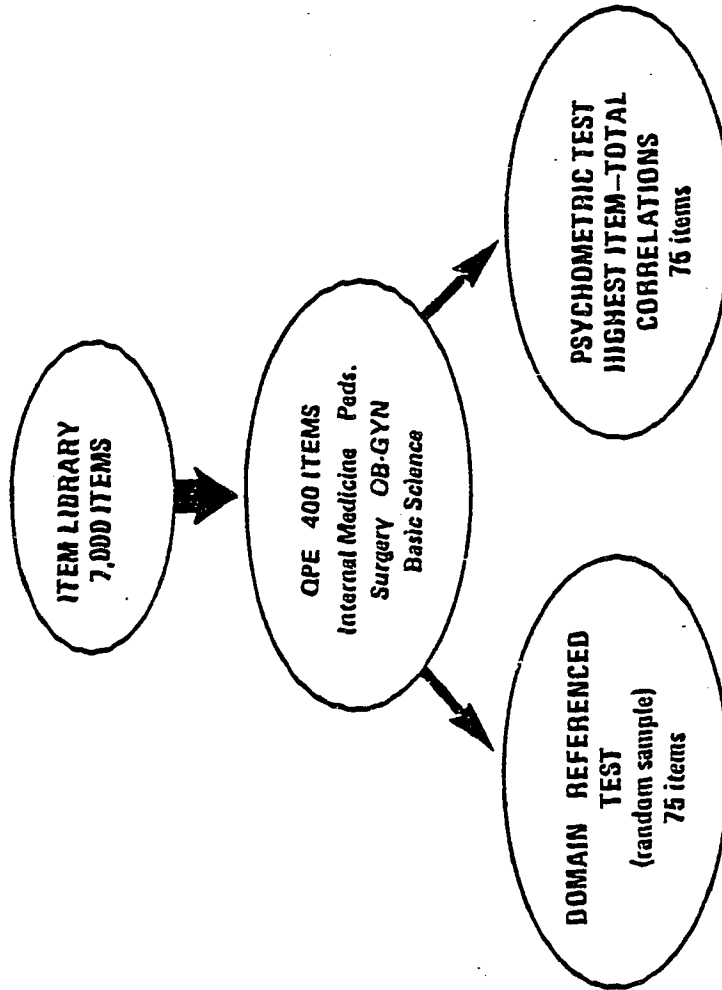 ITEM LIBRARY
7,000 ITEMS
QPE 400 ITEMS
Internal Medicine Peds.
Surgery OB-GYN
Basic Science
DOMAIN REFERENCED
TEST
(random sample)
75 items
PSYCHOMETRIC TEST
HIGHEST ITEM-TOTAL
CORRELATIONS
75 items